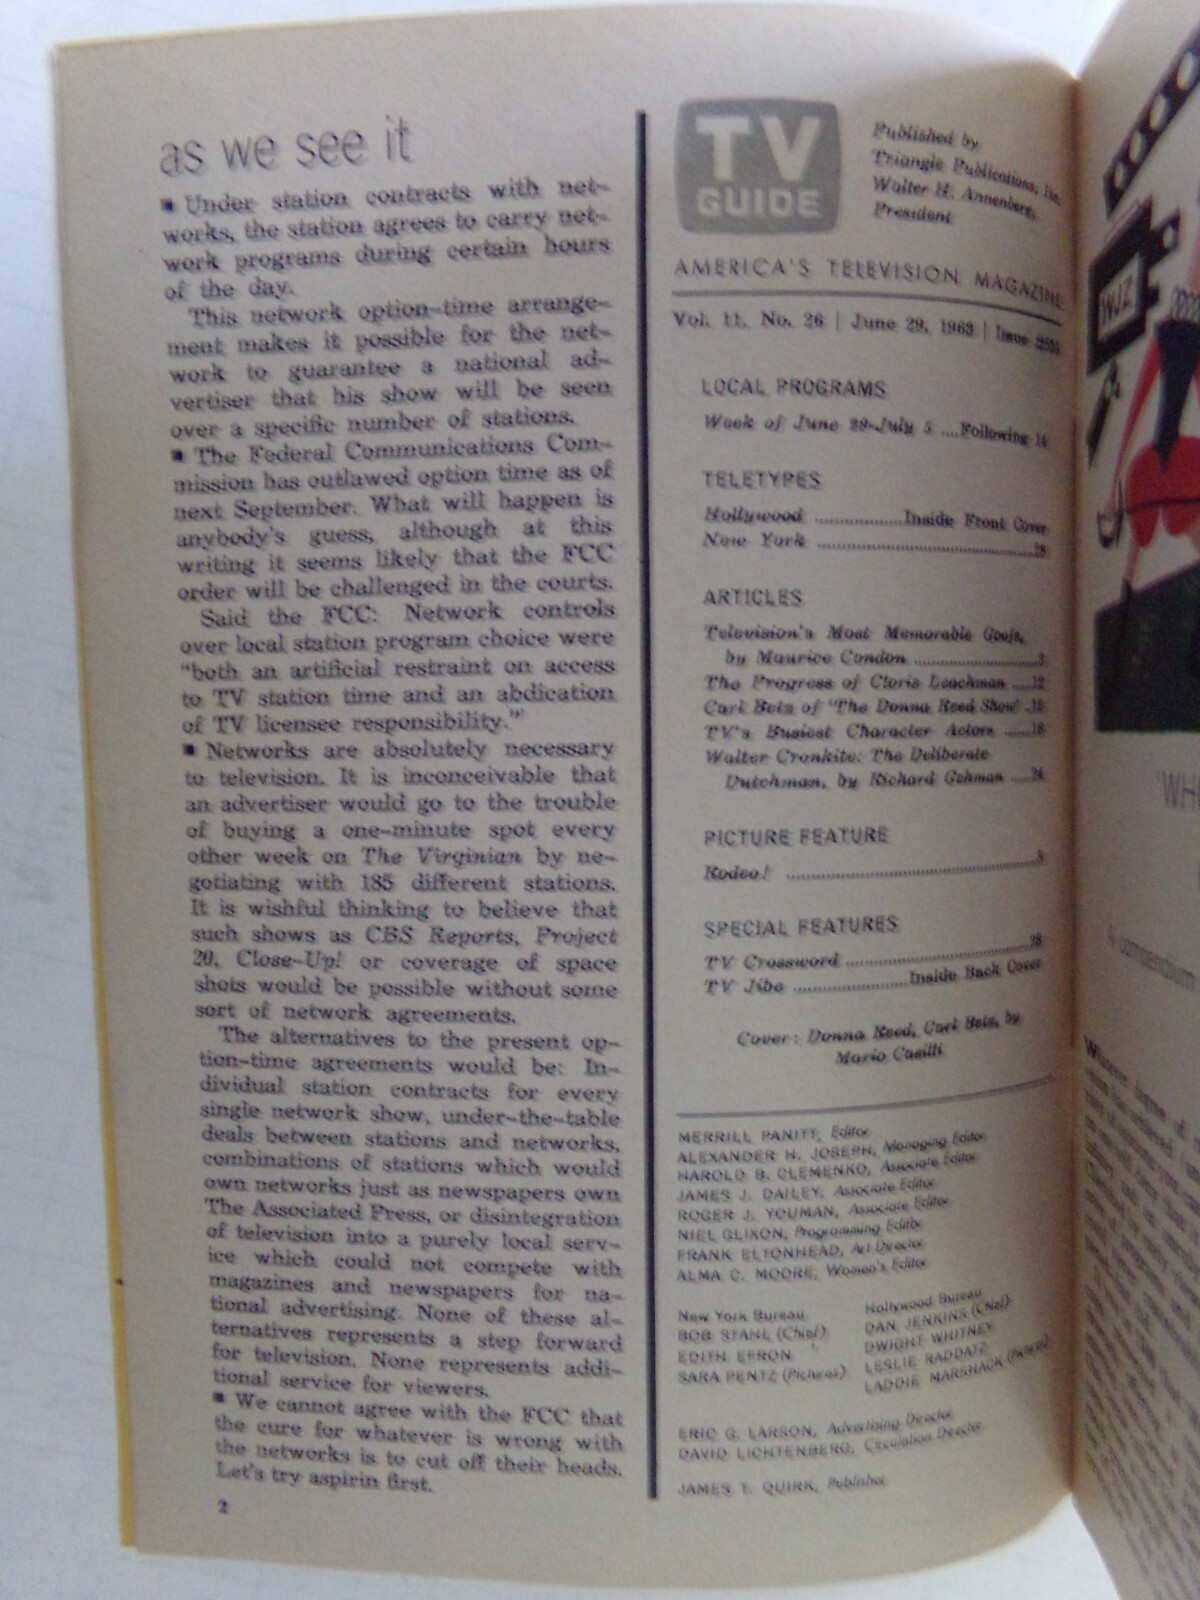 as we see it
■ Under station contracts with net-
works, the station agrees to carry net-
work programs during certain hours
of the day.
This network option-time arrange-
ment makes it possible for the net-
work to guarantee a national ad-
vertiser that his show will be seen
over a specific number of stations.
■ The Federal Communications Com-
mission has outlawed option time as of
next September. What will happen is
anybody's guess, although at this
writing it seems likely that the FCC
order will be challenged in the courts.
Said the FCC: Network controls
over local station program choice were
"both an artificial restraint on access
to TV station time and an abdication
of TV licensee responsibility."
■ Networks are absolutely necessary
to television. It is inconceivable that
an advertiser would go to the trouble
of buying a one-minute spot every
other week on The Virginian by ne-
gotiating with 185 different stations.
It is wishful thinking to believe that
such shows as CBS Reports, Project
20, Close-Up! or coverage of space
shots would be possible without some
sort of network agreements.
The alternatives to the present op-
tion-time agreements would be: In-
dividual station contracts for every
single network show, under-the-table
deals between stations and networks,
combinations of stations which would
own networks just as newspapers own
The Associated Press, or disintegration
of television into a purely local serv-
ice which could not compete with
magazines and newspapers for na-
tional advertising. None of these al-
ternatives represents a step forward
for television. None represents addi-
tional service for viewers.
■ We cannot agree with the FCC that
the cure for whatever is wrong with
the networks is to cut off their heads.
Let's try aspirin first.
2
TV
GUIDE
Published by
Triangle Publications, Inc.
Walter H. Annenberg,
President
AMERICA'S TELEVISION MAGAZINE
Vol. 11, No. 26 | June 29, 1963 | Issue
LOCAL PROGRAMS
Week of June 29-July 5 ....Following 14
TELETYPES
Hollywood ..................Inside Front Cover
New York ..................28
ARTICLES
Television's Most Memorable Goofs,
by Maurice Condon ..................3
The Progress of Cloris Leachman .....12
Carl Betz of 'The Donna Reed Show' ..15
TV's Busiest Character Actors .......18
Walter Cronkite: The Deliberate
Dutchman, by Richard Gehman .....24
PICTURE FEATURE
Rodeo! ..................8
SPECIAL FEATURES
TV Crossword ..................28
TV Jibe ..................Inside Back Cover
Cover: Donna Reed, Carl Betz, by
Mario Casilli
MERRILL PANITT, Editor
ALEXANDER H. JOSEPH, Managing Editor
HAROLD B. CLEMENKO, Associate Editor
JAMES J. DAILEY, Associate Editor
ROGER J. YOUMAN, Associate Editor
NIEL GLIXON, Programming Editor
FRANK ELTONHEAD, Art Director
ALMA C. MOORE, Women's Editor
New York Bureau
BOB STAHL (Chief)
EDITH EFRON
SARA PENTZ (Pictures)
Hollywood Bureau
DAN JENKINS (Chief)
DWIGHT WHITNEY
LESLIE RADDATZ
LADDIE MARSHACK (Pictures)
ERIC G. LARSON, Advertising Director
DAVID LICHTENBERG, Circulation Director
JAMES T. QUIRK, Publisher
WJZ
'WH
A compendium